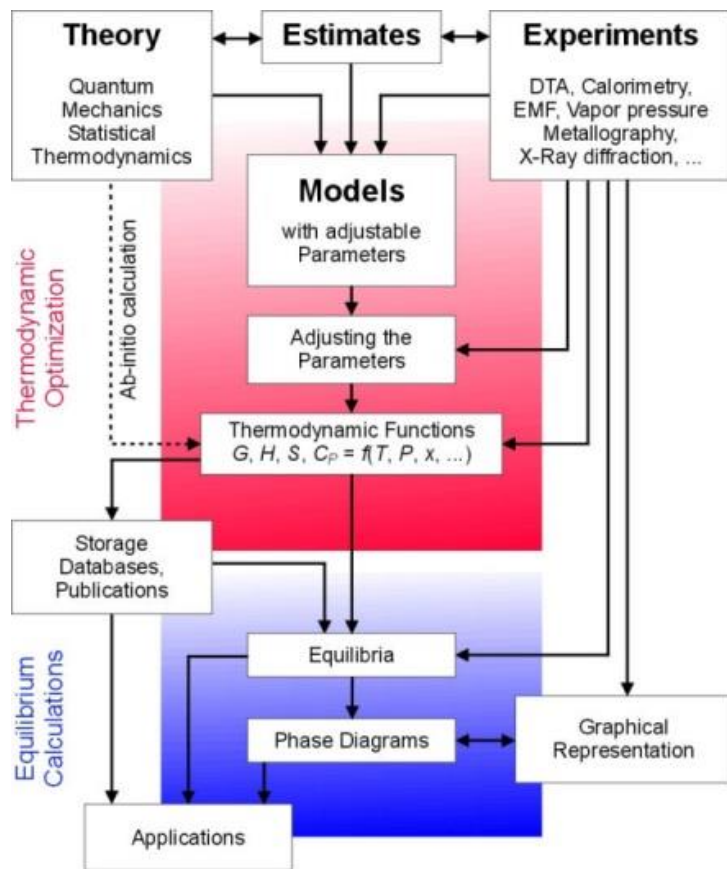 Theory
Quantum
Mechanics
Statistical
Thermodynamics
Estimates
Experiments
DTA, Calorimetry,
EMF, Vapor pressure
Metallography,
X-Ray diffraction, ...
Models
with adjustable
Parameters
Thermodynamic
Optimization
Ab-initio calculation
Adjusting the
Parameters
Thermodynamic Functions
G, H, S, CP = f(T, P, x, ...)
Storage
Databases,
Publications
Equilibrium
Calculations
Equilibria
Phase Diagrams
Graphical
Representation
Applications